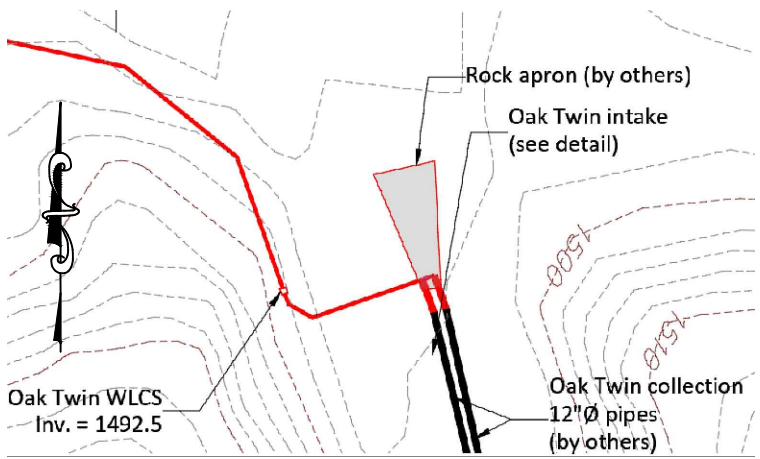 Rock apron (by others)
Oak Twin intake
(see detail)
1500
1510
Oak Twin WLCS
Inv. = 1492.5
Oak Twin collection
12"Ø pipes
(by others)